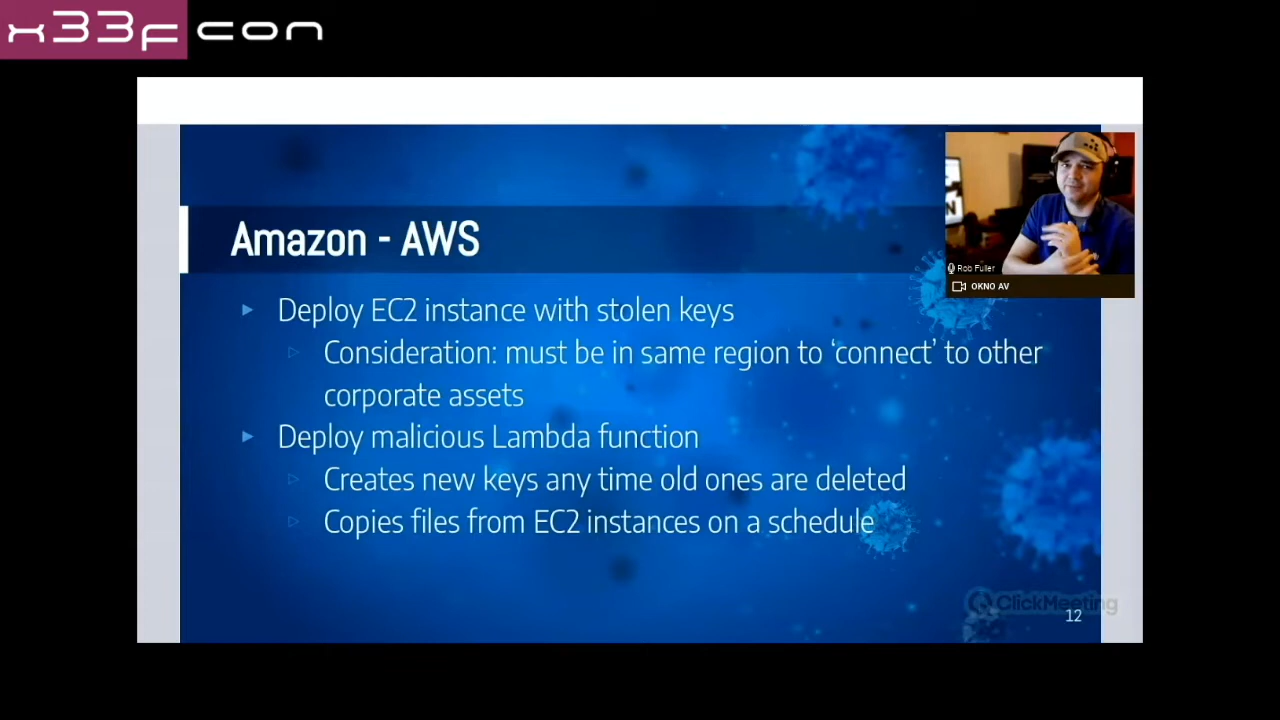 x33fcon
Amazon - AWS
Rob Fuller
OKNO AV
Deploy EC2 instance with stolen keys
Consideration: must be in same region to ‘connect’ to other
corporate assets
Deploy malicious Lambda function
Creates new keys any time old ones are deleted
Copies files from EC2 instances on a schedule
ClickMeeting
12